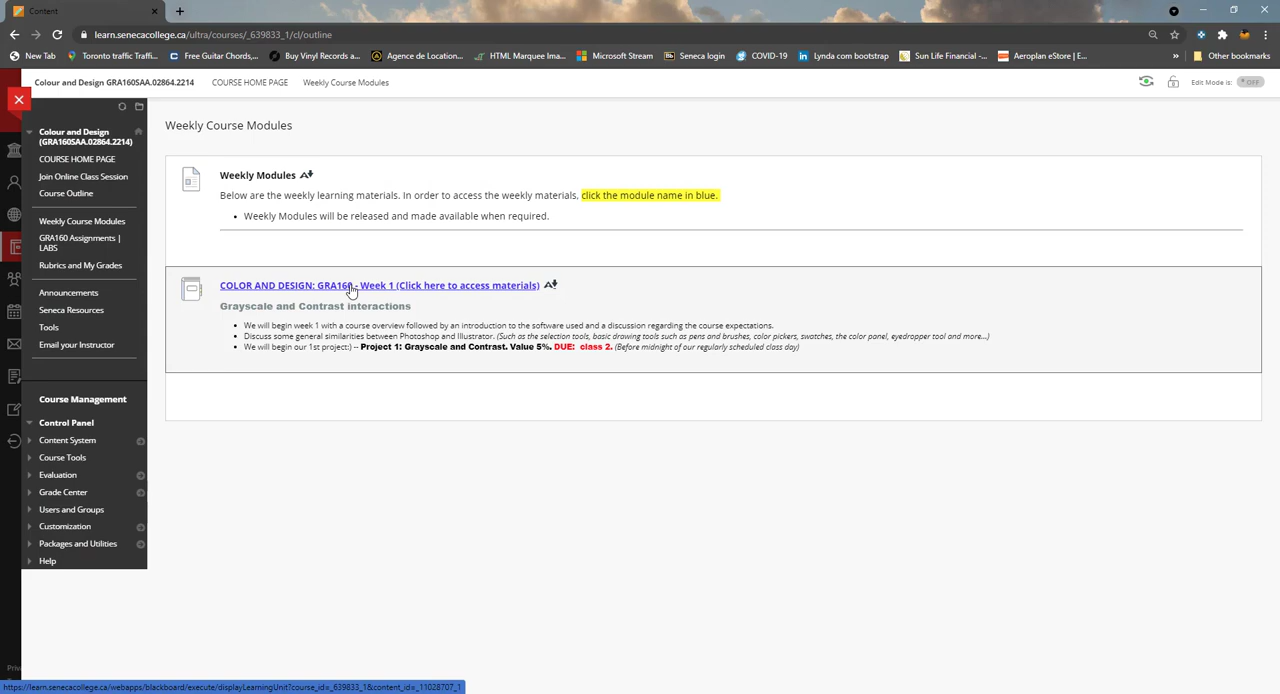 Content
learn.senecacollege.ca/ultra/courses/_639833_1/cl/outline
New Tab
Toronto traffic Traffi...
Free Guitar Chords,...
Buy Vinyl Records a...
Agence de Location...
HTML Marquee Ima...
Microsoft Stream
Seneca login
COVID-19
Lynda com bootstrap
Sun Life Financial -...
Aeroplan eStore | E...
Other bookmarks
Colour and Design GRA160SAA.02864.2214
COURSE HOME PAGE
Weekly Course Modules
Edit Mode is:
OFF
Colour and Design
(GRA160SAA.02864.2214)
COURSE HOME PAGE
Join Online Class Session
Course Outline
Weekly Course Modules
GRA160 Assignments |
LABS
Rubrics and My Grades
Announcements
Seneca Resources
Tools
Email your Instructor
Course Management
Control Panel
Content System
Course Tools
Evaluation
Grade Center
Users and Groups
Customization
Packages and Utilities
Help
Weekly Course Modules
Weekly Modules
Below are the weekly learning materials. In order to access the weekly materials, click the module name in blue.
• Weekly Modules will be released and made available when required.
COLOR AND DESIGN: GRA160 - Week 1 (Click here to access materials)
Grayscale and Contrast interactions
• We will begin week 1 with a course overview followed by an introduction to the software used and a discussion regarding the course expectations.
• Discuss some general similarities between Photoshop and Illustrator. (Such as the selection tools, basic drawing tools such as pens and brushes, color pickers, swatches, the color panel, eyedropper tool and more...)
• We will begin our 1st project:) -- Project 1: Grayscale and Contrast. Value 5%. DUE: class 2. (Before midnight of our regularly scheduled class day)
Priv
https://learn.senecacollege.ca/webapps/blackboard/execute/displayLearningUnit?course_id=_639833_1&content_id=_11028707_1